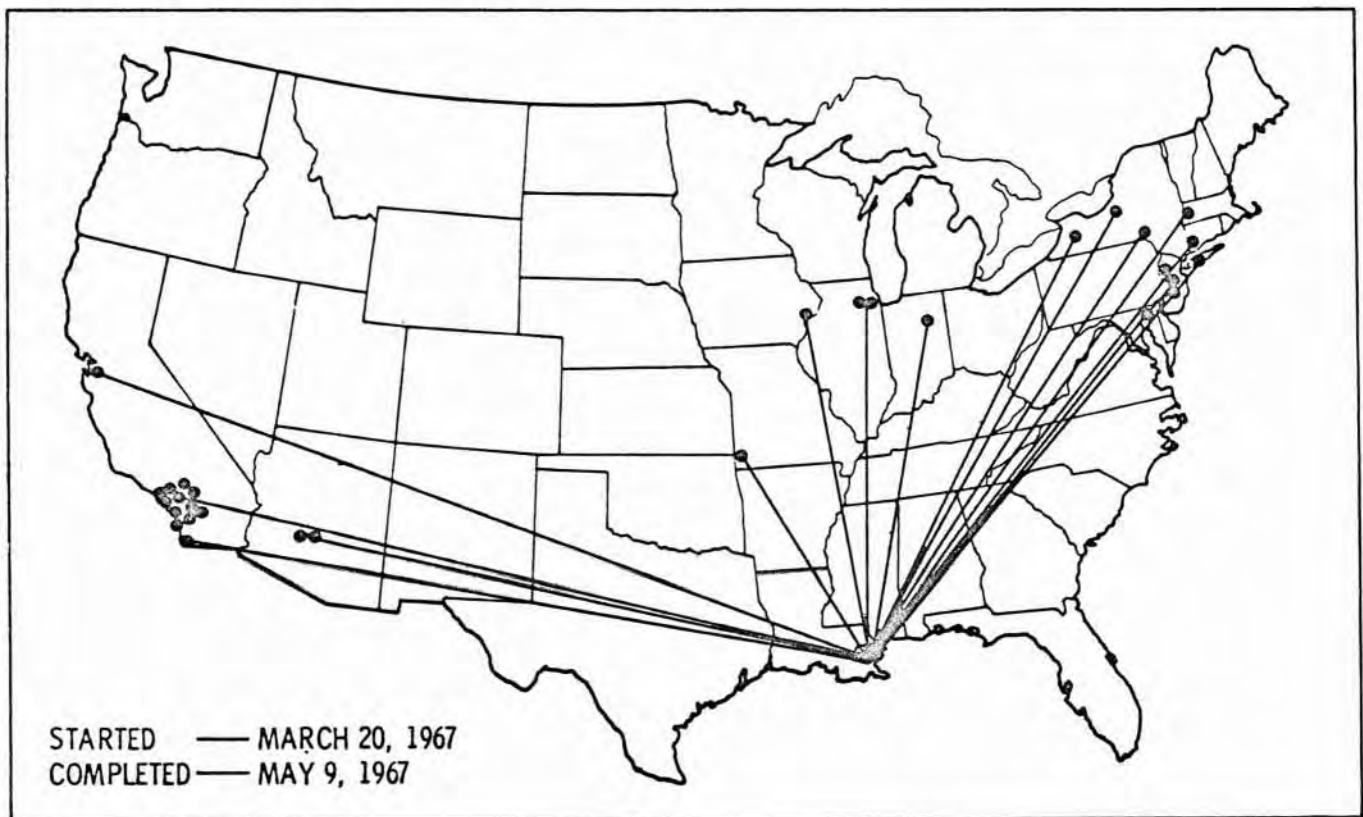 STARTED — MARCH 20, 1967
COMPLETED — MAY 9, 1967